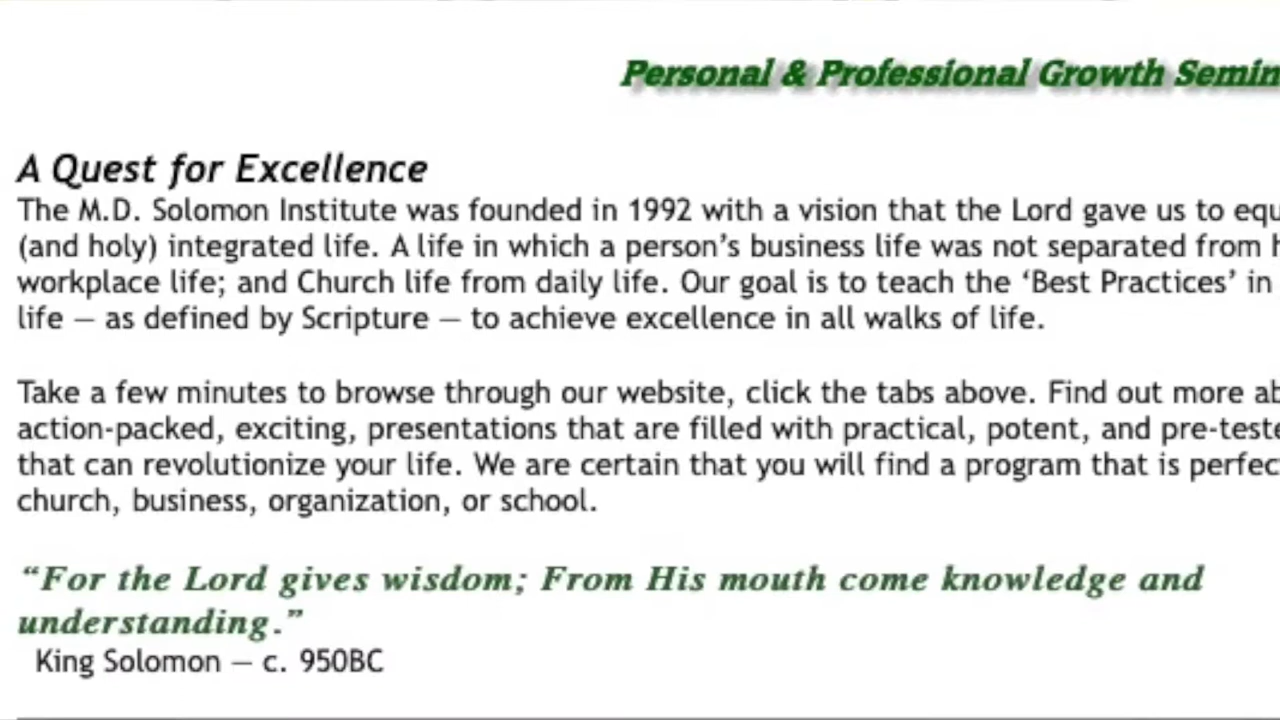 Personal & Professional Growth
A Quest for Excellence
The M.D. Solomon Institute was founded in 1992 with a vision that the Lord gave us to
(and holy) integrated life. A life in which a person’s business life was not separated from
workplace life; and Church life from daily life. Our goal is to teach the ‘Best Practices’ in
life — as defined by Scripture — to achieve excellence in all walks of life.
Take a few minutes to browse through our website, click the tabs above. Find out more
action-packed, exciting, presentations that are filled with practical, potent, and
that can revolutionize your life. We are certain that you will find a program that is
church, business, organization, or school.
“For the Lord gives wisdom; From His mouth come knowledge and
understanding.”
King Solomon — c. 950BC